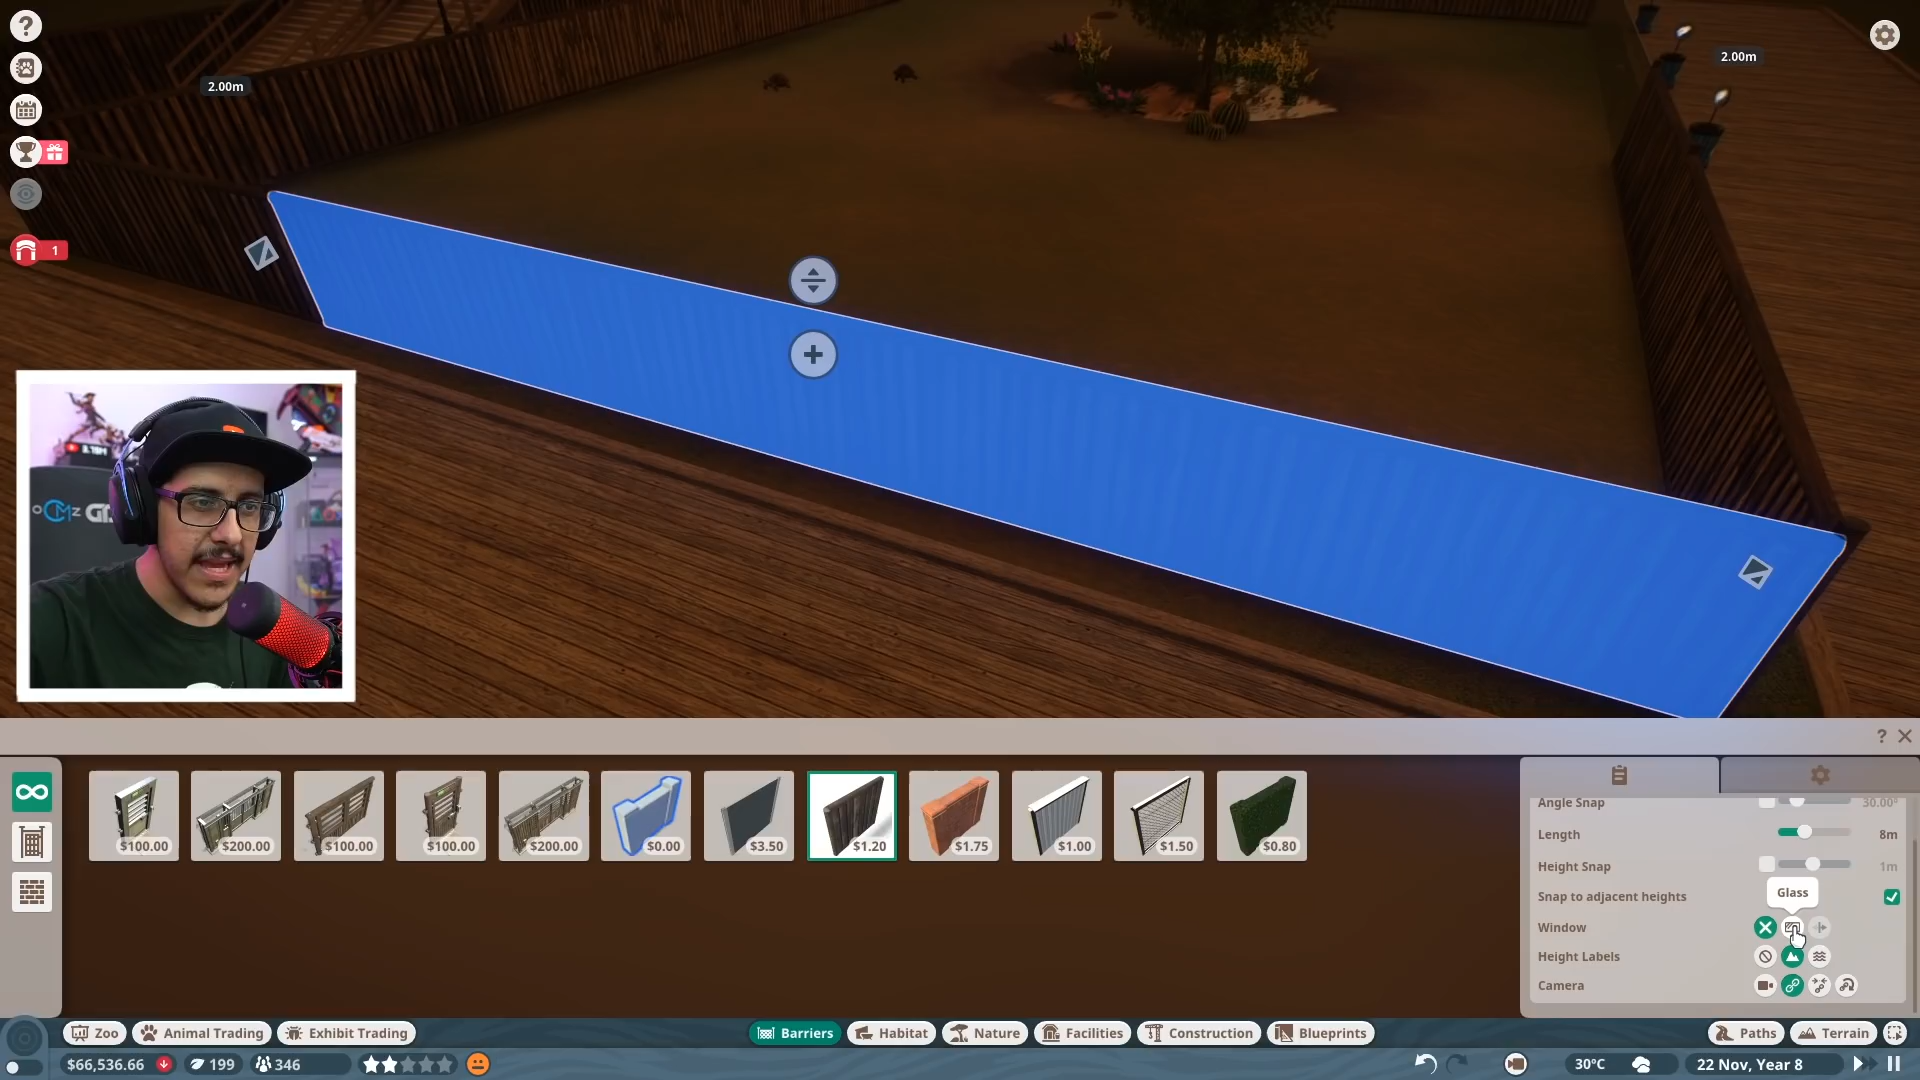 ?
2.00m
2.00m
1
? ×
$100.00
$200.00
$100.00
$100.00
$200.00
$0.00
$3.50
$1.20
$1.75
$1.00
$1.50
$0.80
Angle Snap 30.00°
Length 8m
Height Snap 1m
Glass
Snap to adjacent heights
Window
Height Labels
Camera
Zoo Animal Trading Exhibit Trading Barriers Habitat Nature Facilities Construction Blueprints Paths Terrain
$66,536.66 199 346 30°C 22 Nov, Year 8